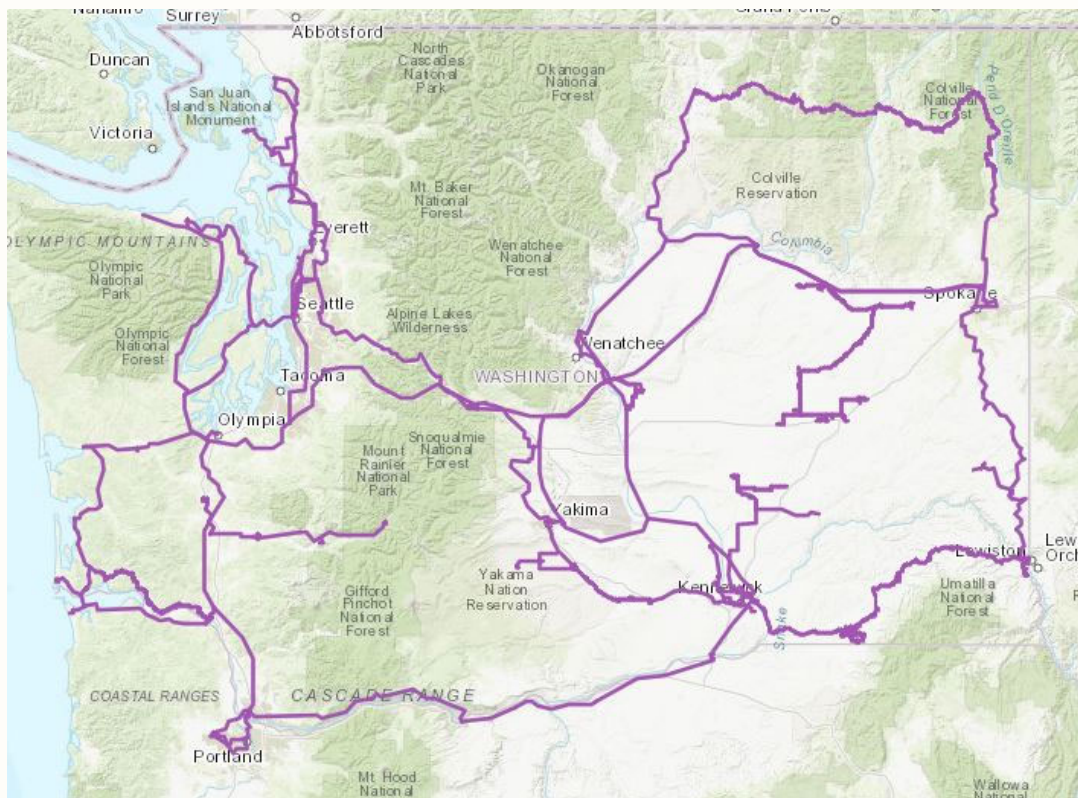 Surrey
Abbotsford
Duncan
North
Cascades
National
Park
Okanogan
National
Forest
Colville
National
Forest
Pend D'Oreille
San Juan
Islands National
Monument
Victoria
Colville
Reservation
Mt Baker
National
Forest
Everett
OLYMPIC MOUNTAINS
Columbia
Wenatchee
National
Forest
Olympic
National
Park
Spokane
Seattle
Alpine Lakes
Wilderness
Olympic
National
Forest
Wenatchee
Tacoma
WASHINGTON
Olympia
Snoqualmie
National
Forest
Mount
Rainier
National
Park
Yakima
Lewiston
Yakama
Nation
Reservation
Kennewick
Umatilla
National
Forest
Gifford
Pinchot
National
Forest
Snake
COASTAL RANGES
CASCADE RANGE
Portland
Mt Hood
National
Wallowa